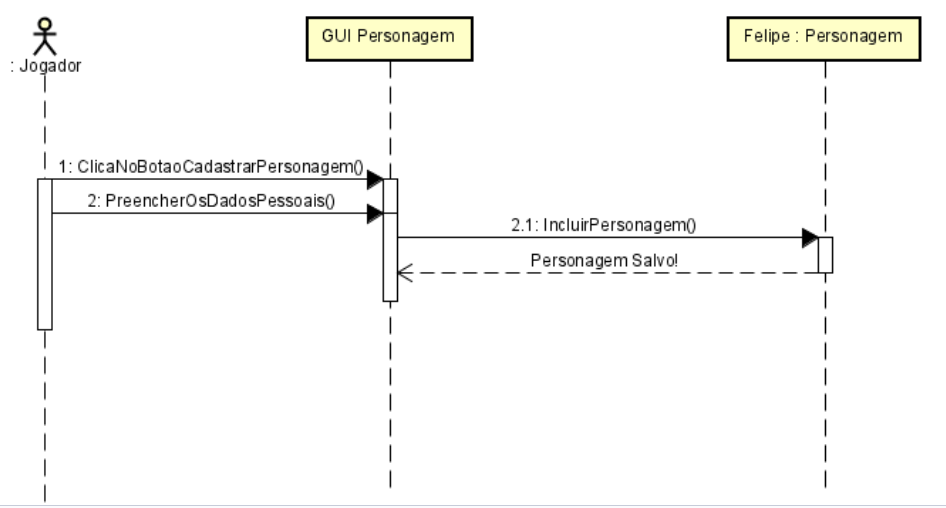 GUI Personagem
Felipe : Personagem
: Jogador
1: ClicaNoBotaoCadastrarPersonagem()
2: PreencherOsDadosPessoais()
2.1: IncluirPersonagem()
Personagem Salvo!